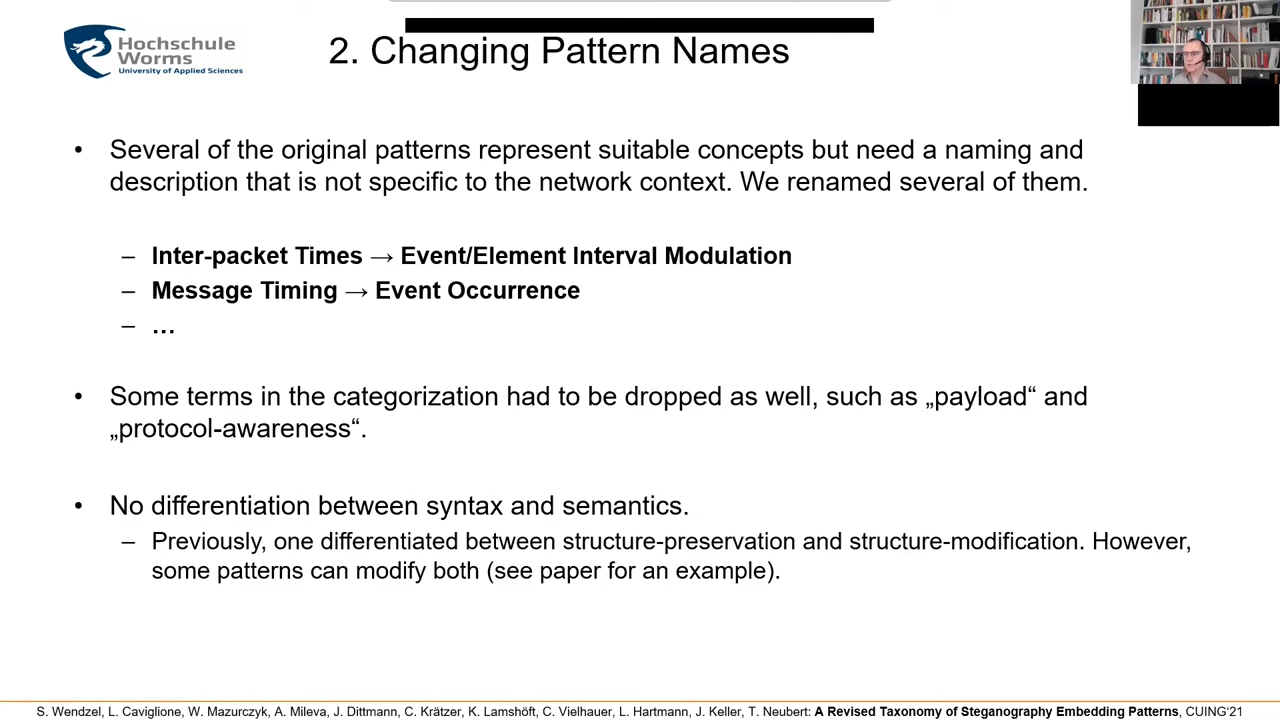 Hochschule
Worms
University of Applied Sciences
2. Changing Pattern Names
• Several of the original patterns represent suitable concepts but need a naming and
description that is not specific to the network context. We renamed several of them.
– Inter-packet Times → Event/Element Interval Modulation
– Message Timing → Event Occurrence
– …
• Some terms in the categorization had to be dropped as well, such as „payload“ and
„protocol-awareness“.
• No differentiation between syntax and semantics.
– Previously, one differentiated between structure-preservation and structure-modification. However,
some patterns can modify both (see paper for an example).
S. Wendzel, L. Caviglione, W. Mazurczyk, A. Mileva, J. Dittmann, C. Krätzer, K. Lamshöft, C. Vielhauer, L. Hartmann, J. Keller, T. Neubert: A Revised Taxonomy of Steganography Embedding Patterns, CUING‘21